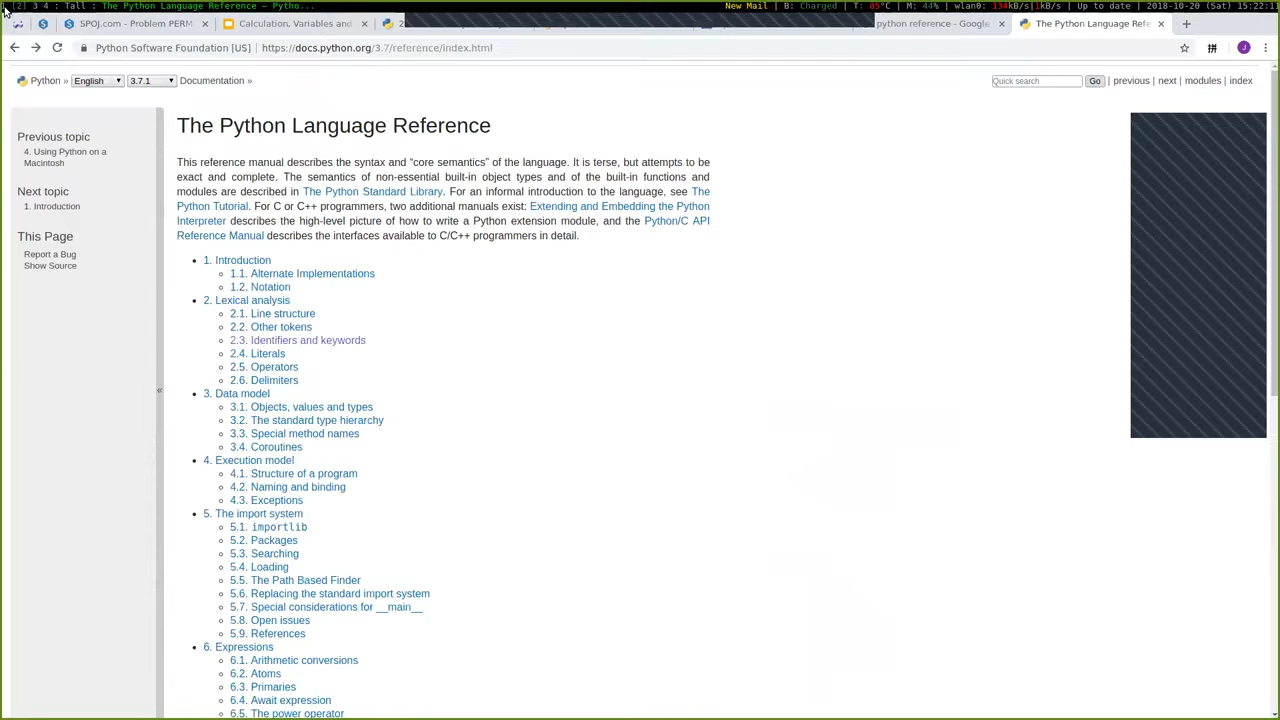 [2] 3 4 : Tall : The Python Language Reference — Pytho...
New Mail | B: Charged | T: 85°C | M: 44% | wlan0: 134kB/s|1kB/s | Up to date | 2018-10-20 (Sat) 15:22:1
SPOJ.com - Problem PERM
Calculation, Variables and
2
python reference - Google
The Python Language Refe
Python Software Foundation [US] | https://docs.python.org/3.7/reference/index.html
J
Python » English 3.7.1 Documentation »
Quick search Go | previous | next | modules | index
Previous topic
4. Using Python on a
Macintosh
Next topic
1. Introduction
This Page
Report a Bug
Show Source
«
The Python Language Reference
This reference manual describes the syntax and “core semantics” of the language. It is terse, but attempts to be
exact and complete. The semantics of non-essential built-in object types and of the built-in functions and
modules are described in The Python Standard Library. For an informal introduction to the language, see The
Python Tutorial. For C or C++ programmers, two additional manuals exist: Extending and Embedding the Python
Interpreter describes the high-level picture of how to write a Python extension module, and the Python/C API
Reference Manual describes the interfaces available to C/C++ programmers in detail.
1. Introduction
1.1. Alternate Implementations
1.2. Notation
2. Lexical analysis
2.1. Line structure
2.2. Other tokens
2.3. Identifiers and keywords
2.4. Literals
2.5. Operators
2.6. Delimiters
3. Data model
3.1. Objects, values and types
3.2. The standard type hierarchy
3.3. Special method names
3.4. Coroutines
4. Execution model
4.1. Structure of a program
4.2. Naming and binding
4.3. Exceptions
5. The import system
5.1. importlib
5.2. Packages
5.3. Searching
5.4. Loading
5.5. The Path Based Finder
5.6. Replacing the standard import system
5.7. Special considerations for __main__
5.8. Open issues
5.9. References
6. Expressions
6.1. Arithmetic conversions
6.2. Atoms
6.3. Primaries
6.4. Await expression
6.5. The power operator